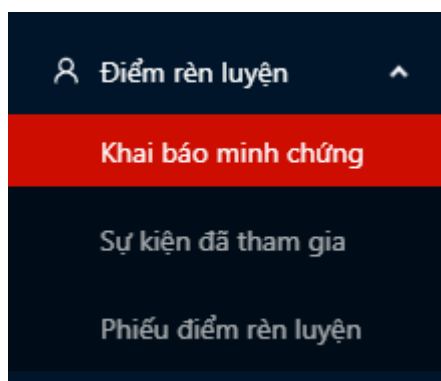 Điểm rèn luyện
Khai báo minh chứng
Sự kiện đã tham gia
Phiếu điểm rèn luyện